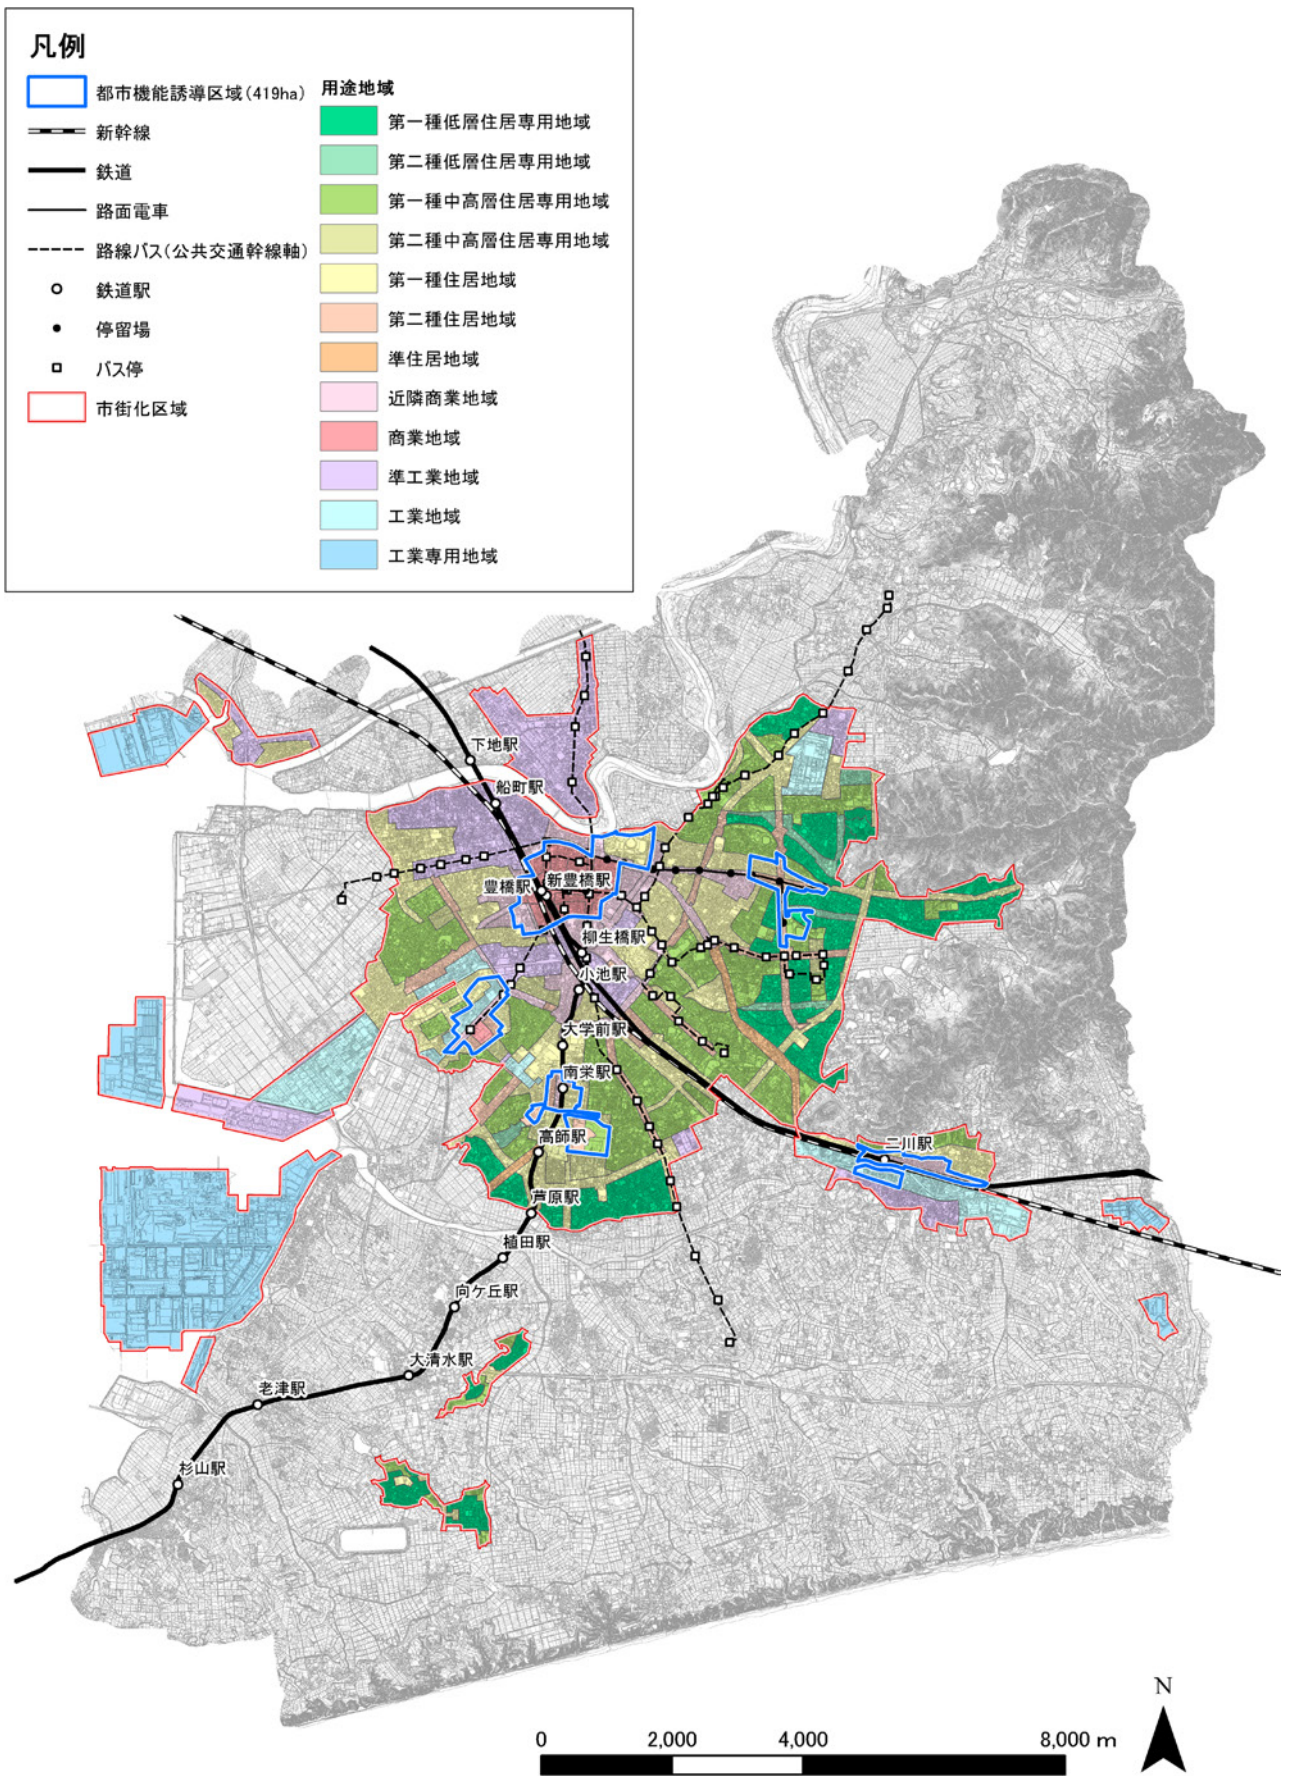 凡例
都市機能誘導区域(419ha)
新幹線
鉄道
路面電車
路線バス(公共交通幹線軸)
鉄道駅
停留場
バス停
市街化区域
用途地域
第一種低層住居専用地域
第二種低層住居専用地域
第一種中高層住居専用地域
第二種中高層住居専用地域
第一種住居地域
第二種住居地域
準住居地域
近隣商業地域
商業地域
準工業地域
工業地域
工業専用地域
下地駅
船町駅
豊橋駅
新豊橋駅
柳生橋駅
小池駅
大学前駅
南栄駅
高師駅
二川駅
芦原駅
植田駅
向ケ丘駅
大清水駅
老津駅
杉山駅
N
0 2,000 4,000 8,000 m